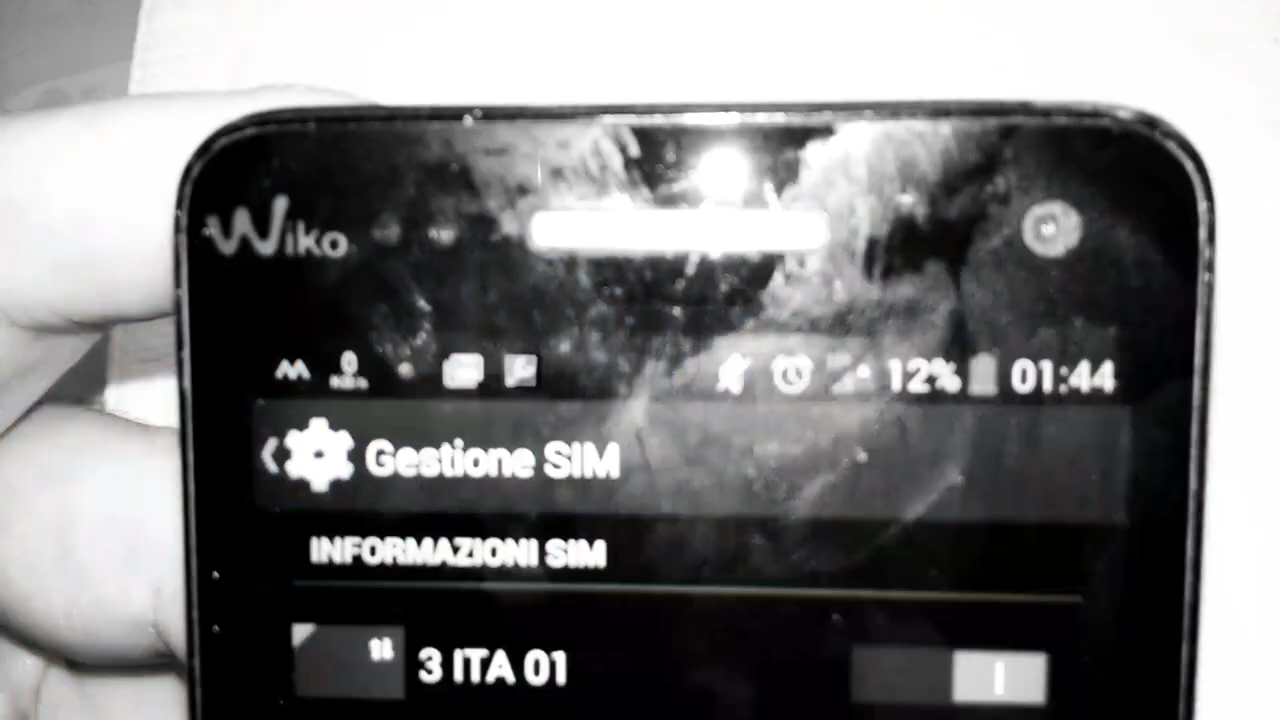 Wiko
12% 01:44
Gestione SIM
INFORMAZIONI SIM
3 ITA 01